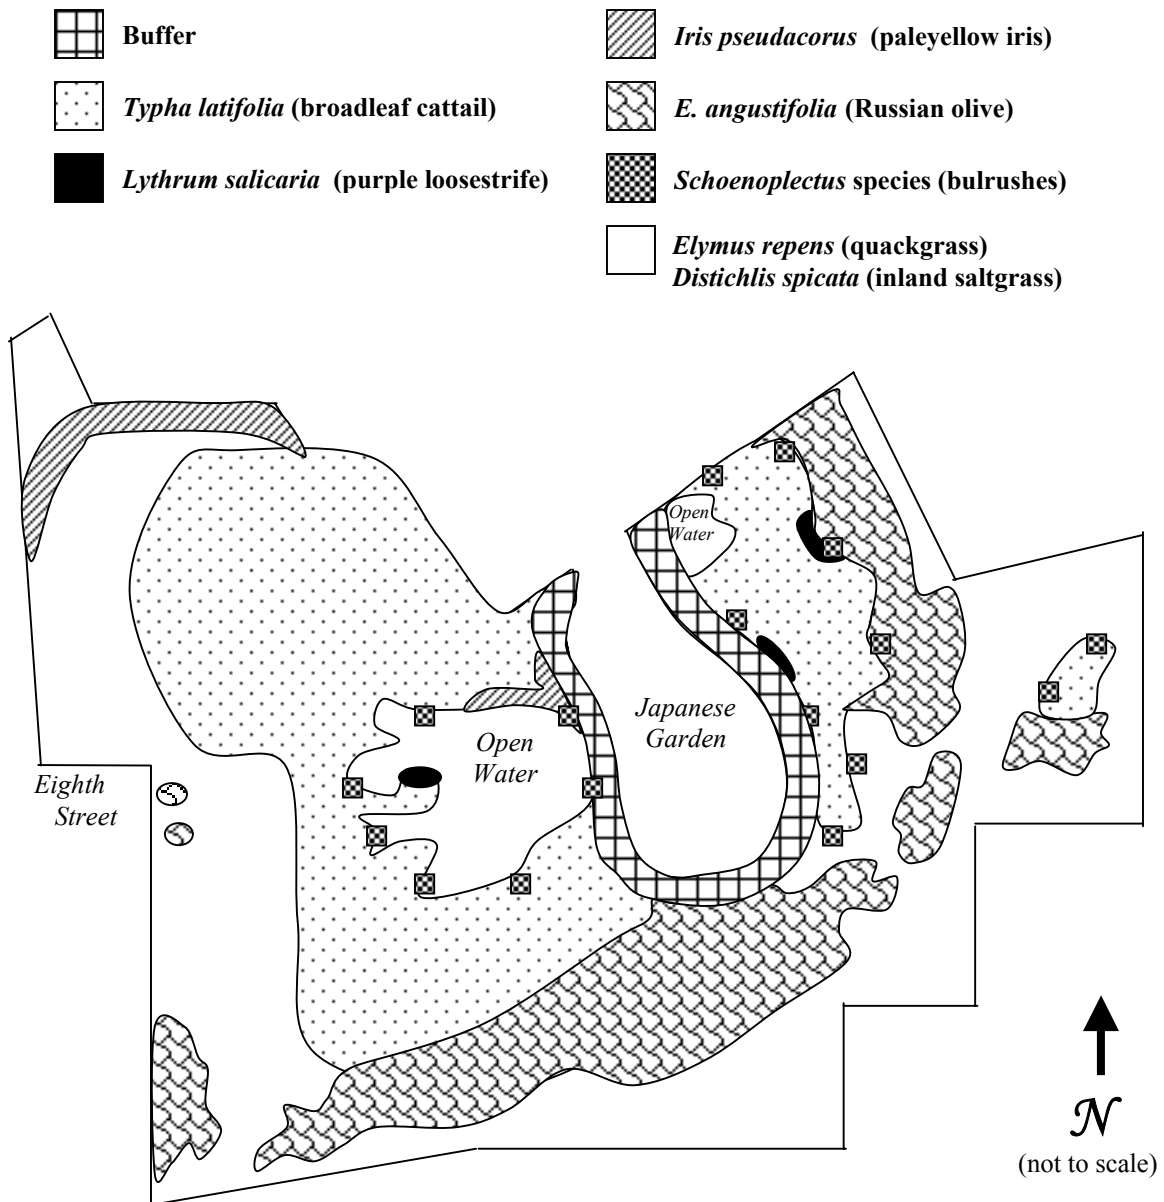 Buffer
Typha latifolia (broadleaf cattail)
Lythrum salicaria (purple loosestrife)
Iris pseudacorus (paleyellow iris)
E. angustifolia (Russian olive)
Schoenoplectus species (bulrushes)
Elymus repens (quackgrass)
Distichlis spicata (inland saltgrass)
Open
Water
Japanese
Garden
Open
Water
Eighth
Street
N
(not to scale)